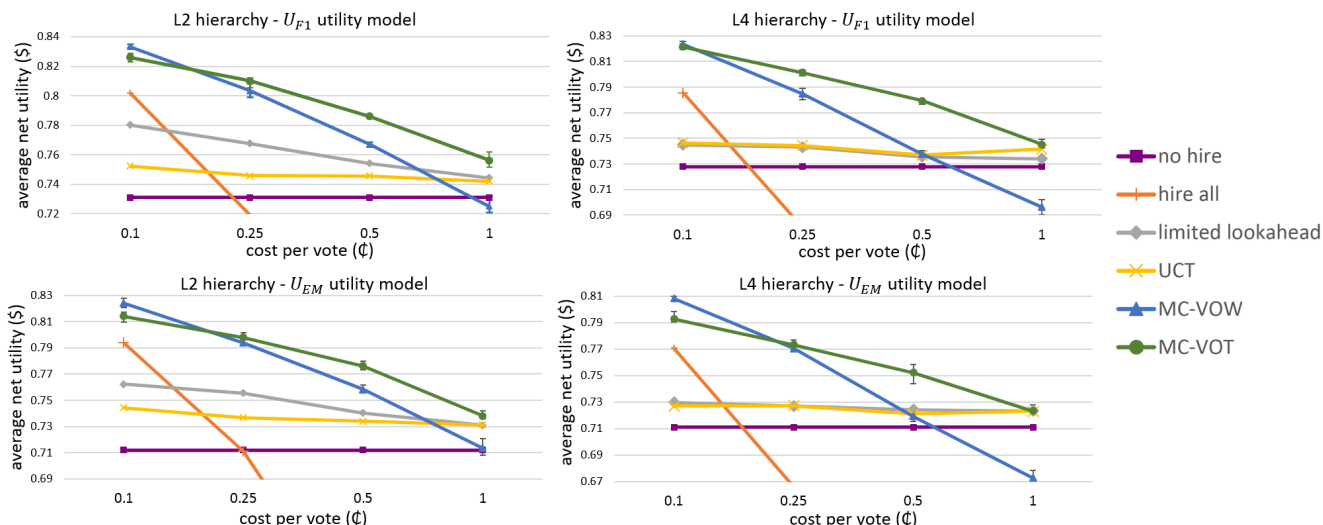 L2 hierarchy - U_F1 utility model
average net utility ($)
0.84
0.82
0.8
0.78
0.76
0.74
0.72
0.1 0.25 0.5 1
cost per vote (₵)
L4 hierarchy - U_F1 utility model
average net utility ($)
0.83
0.81
0.79
0.77
0.75
0.73
0.71
0.69
0.1 0.25 0.5 1
cost per vote (₵)
L2 hierarchy - U_EM utility model
average net utility ($)
0.83
0.81
0.79
0.77
0.75
0.73
0.71
0.69
0.1 0.25 0.5 1
cost per vote (₵)
L4 hierarchy - U_EM utility model
average net utility ($)
0.81
0.79
0.77
0.75
0.73
0.71
0.69
0.67
0.1 0.25 0.5 1
cost per vote (₵)
no hire
hire all
limited lookahead
UCT
MC-VOW
MC-VOT